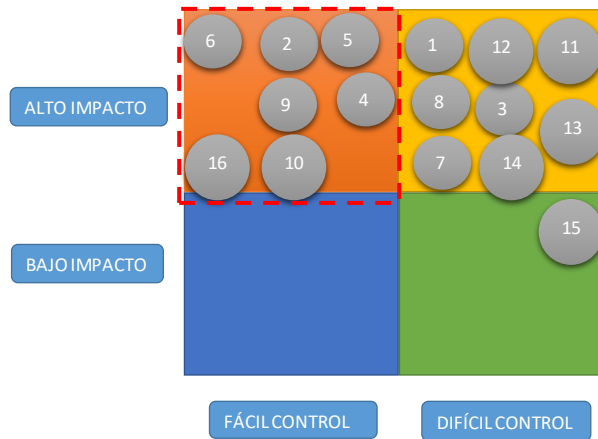 6 2 5 1 12 11
ALTO IMPACTO 9 4 8 3 13
16 10 7 14
15
BAJO IMPACTO
FÁCIL CONTROL DIFÍCIL CONTROL